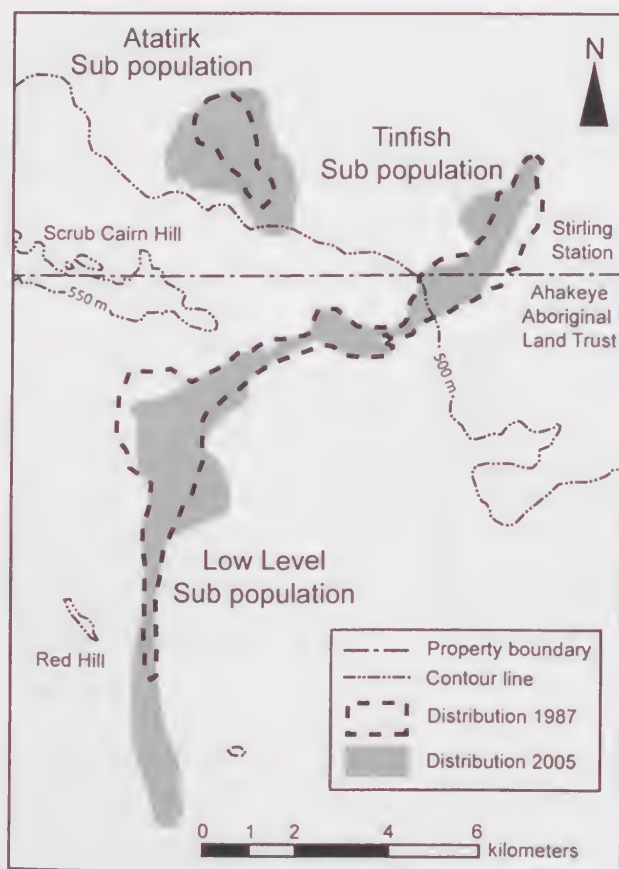 Atatirk
Sub population
N
Tinfish
Sub population
Scrub Cairn Hill
Stirling
Station
550 m
Ahakeye
Aboriginal
Land Trust
500 m
Low Level
Sub population
Red Hill
Property boundary
Contour line
Distribution 1987
Distribution 2005
0 1 2 4 6
kilometers